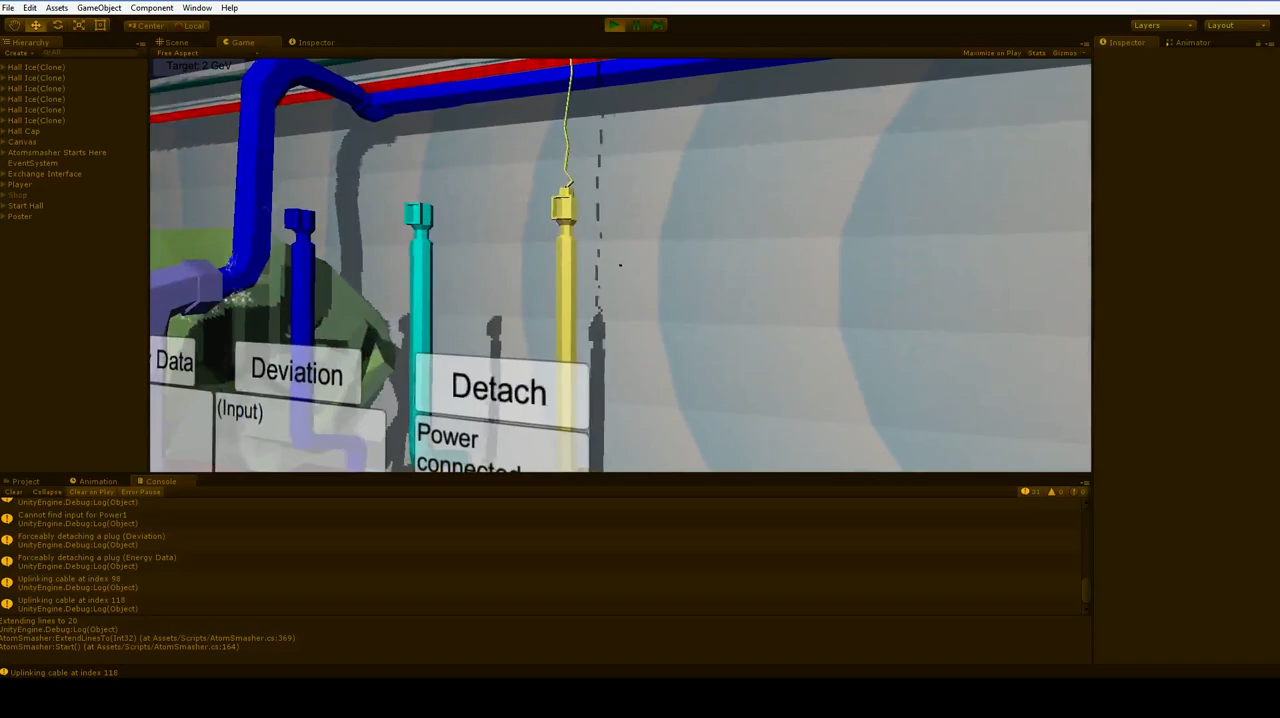 File Edit Assets GameObject Component Window Help
Center Local
Layers Layout
Hierarchy Scene Game Inspector Inspector Animator
Create All Free Aspect Maximize on Play Stats Gizmos
Hall Ice(Clone)
Hall Ice(Clone)
Hall Ice(Clone)
Hall Ice(Clone)
Hall Ice(Clone)
Hall Ice(Clone)
Hall Cap
Canvas
Atomsmasher Starts Here
EventSystem
Exchange Interface
Player
Shop
Start Hall
Poster
Target: 2 GeV
Data
Deviation
(Input)
Detach
Power
connected
Project Animation Console
Clear Collapse Clear on Play Error Pause 31 0 0
UnityEngine.Debug:Log(Object)
Cannot find input for Power1
UnityEngine.Debug:Log(Object)
Forceably detaching a plug (Deviation)
UnityEngine.Debug:Log(Object)
Forceably detaching a plug (Energy Data)
UnityEngine.Debug:Log(Object)
Uplinking cable at index 98
UnityEngine.Debug:Log(Object)
Uplinking cable at index 118
UnityEngine.Debug:Log(Object)
Extending lines to 20
UnityEngine.Debug:Log(Object)
AtomSmasher:ExtendLinesTo(Int32) (at Assets/Scripts/AtomSmasher.cs:369)
AtomSmasher:Start() (at Assets/Scripts/AtomSmasher.cs:164)
Uplinking cable at index 118